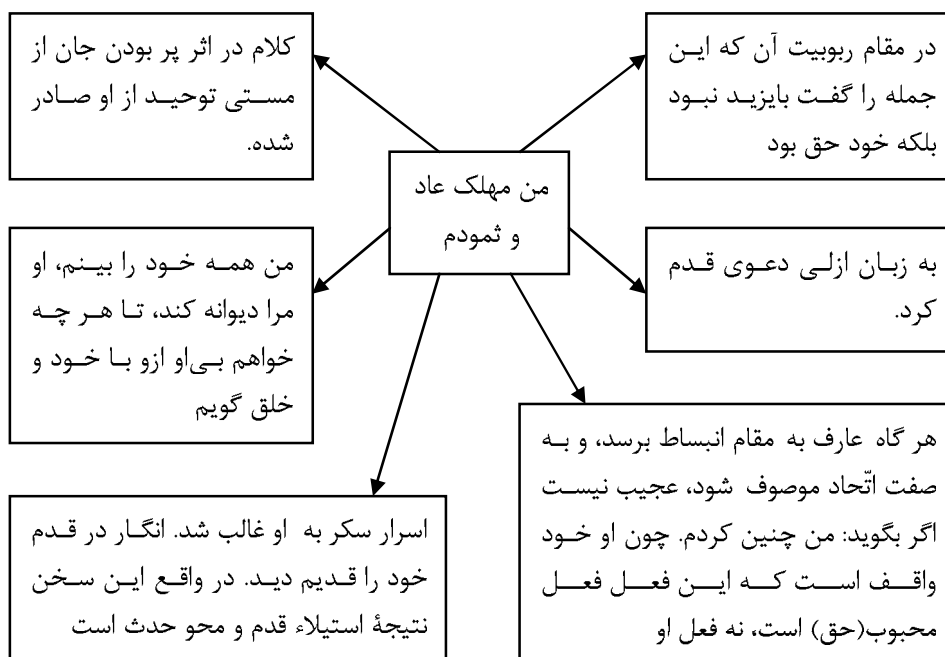 در مقام ربوبیت آن که این
جمله را گفت بایزید نبود
بلکه خود حق بود
کلام در اثر پر بودن جان از
مستی توحید از او صادر
شده.
من مهلک عاد
و ثمودم
به زبان ازلی دعوی قدم
کرد.
من همه خود را بینم، او
مرا دیوانه کند، تا هر چه
خواهم بی‌او ازو با خود و
خلق گویم
هر گاه عارف به مقام انبساط برسد، و به
صفت اتّحاد موصوف شود، عجیب نیست
اگر بگوید: من چنین کردم. چون او خود
واقف است که این فعل فعل
محبوب(حق) است، نه فعل او
اسرار سکر به او غالب شد. انگار در قدم
خود را قدیم دید. در واقع این سخن
نتیجهٔ استیلاء قدم و محو حدث است